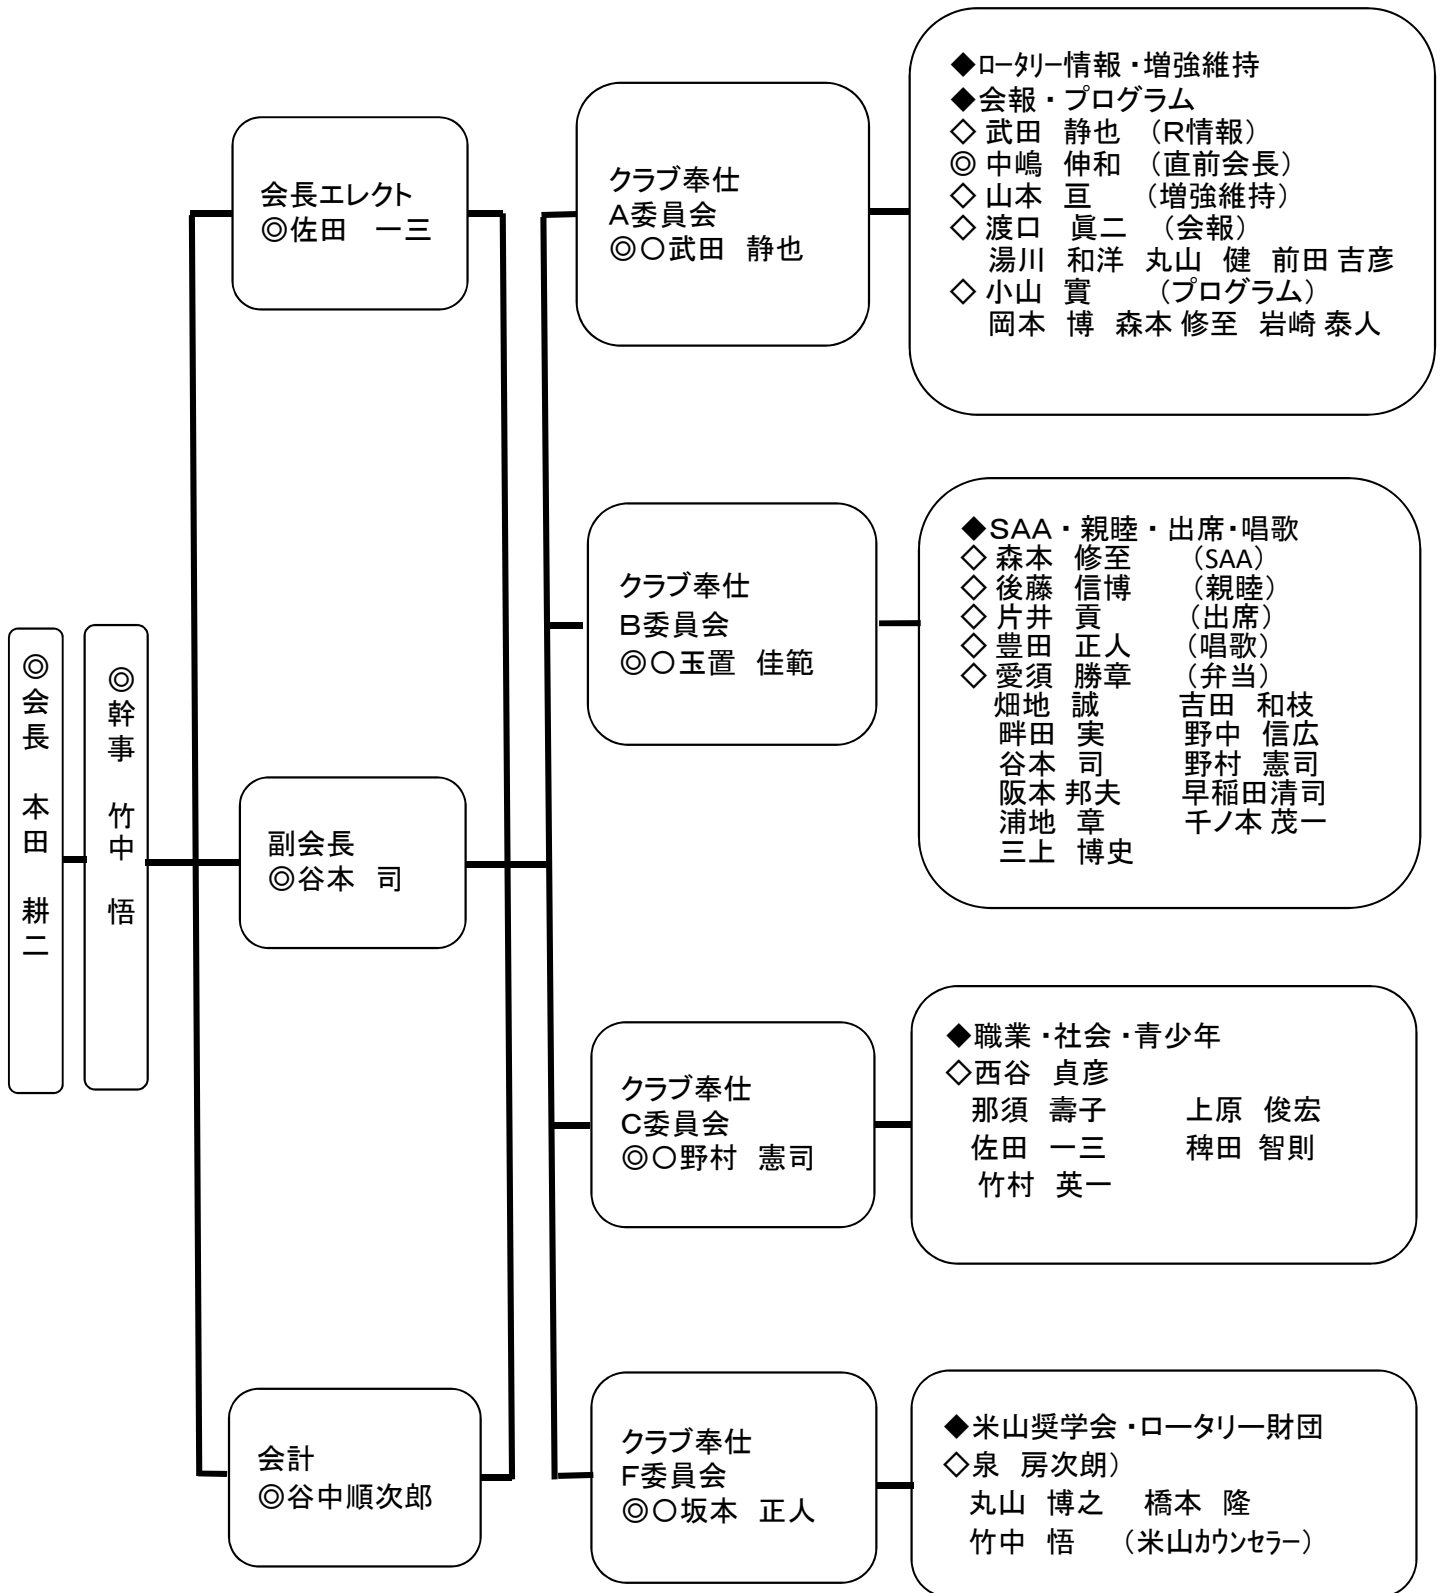 ◎会長 本田 耕二
◎幹事 竹中 悟
会長エレクト
◎佐田 一三
副会長
◎谷本 司
会計
◎谷中順次郎
クラブ奉仕
A委員会
◎〇武田 静也
◆ロータリー情報・増強維持
◆会報・プログラム
◇ 武田 静也 (R情報)
◎ 中嶋 伸和 (直前会長)
◇ 山本 亘 (増強維持)
◇ 渡口 眞二 (会報)
湯川 和洋 丸山 健 前田 吉彦
◇ 小山 實 (プログラム)
岡本 博 森本 修至 岩崎 泰人
クラブ奉仕
B委員会
◎〇玉置 佳範
◆SAA・親睦・出席・唱歌
◇ 森本 修至 (SAA)
◇ 後藤 信博 (親睦)
◇ 片井 貢 (出席)
◇ 豊田 正人 (唱歌)
◇ 愛須 勝章 (弁当)
畑地 誠 吉田 和枝
畔田 実 野中 信広
谷本 司 野村 憲司
阪本 邦夫 早稲田清司
浦地 章 千ノ本 茂一
三上 博史
クラブ奉仕
C委員会
◎〇野村 憲司
◆職業・社会・青少年
◇西谷 貞彦
那須 壽子 上原 俊宏
佐田 一三 稗田 智則
竹村 英一
クラブ奉仕
F委員会
◎〇坂本 正人
◆米山奨学会・ロータリー財団
◇泉 房次朗)
丸山 博之 橋本 隆
竹中 悟 (米山カウンセラー)